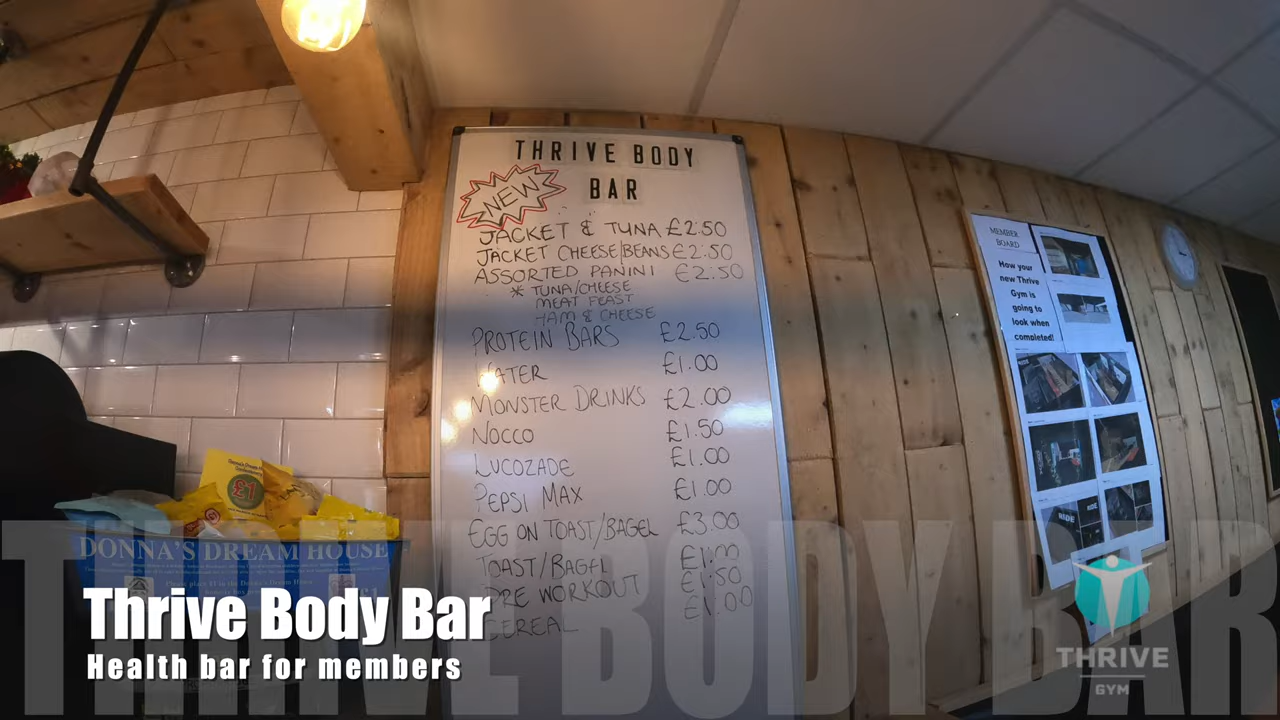 THRIVE BODY
BAR
NEW
JACKET & TUNA £2.50
JACKET CHEESE/BEANS £2.50
ASSORTED PANINI £2.50
* TUNA/CHEESE
MEAT FEAST
HAM & CHEESE
PROTEIN BARS £2.50
WATER £1.00
MONSTER DRINKS £2.00
NOCCO £1.50
LUCOZADE £1.00
PEPSI MAX £1.00
EGG ON TOAST/BAGEL £3.00
TOAST/BAGEL £1.00
PRE WORKOUT £1.50
CEREAL £1.00
MEMBER
BOARD
How your
new Thrive
Gym is
going to
look when
completed!
£1
DONNA'S DREAM HOUSE
THRIVE BODY BAR
Thrive Body Bar
Health bar for members
THRIVE
GYM